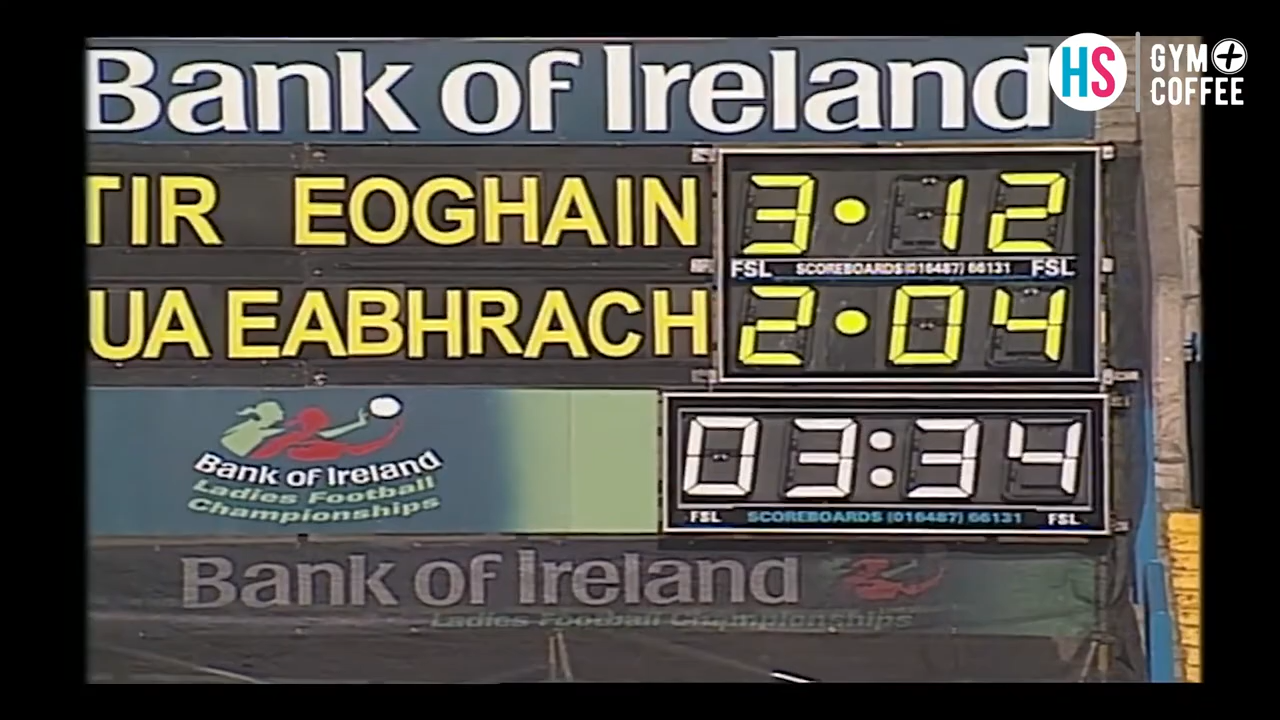 Bank of Ireland
HS
GYM+
COFFEE
TIR EOGHAIN 3·12
FSL SCOREBOARDS (016487) 66131 FSL
UA EABHRACH 2·04
Bank of Ireland
Ladies Football
Championships
03:34
FSL SCOREBOARDS (016487) 66131 FSL
Bank of Ireland
Ladies Football Championships